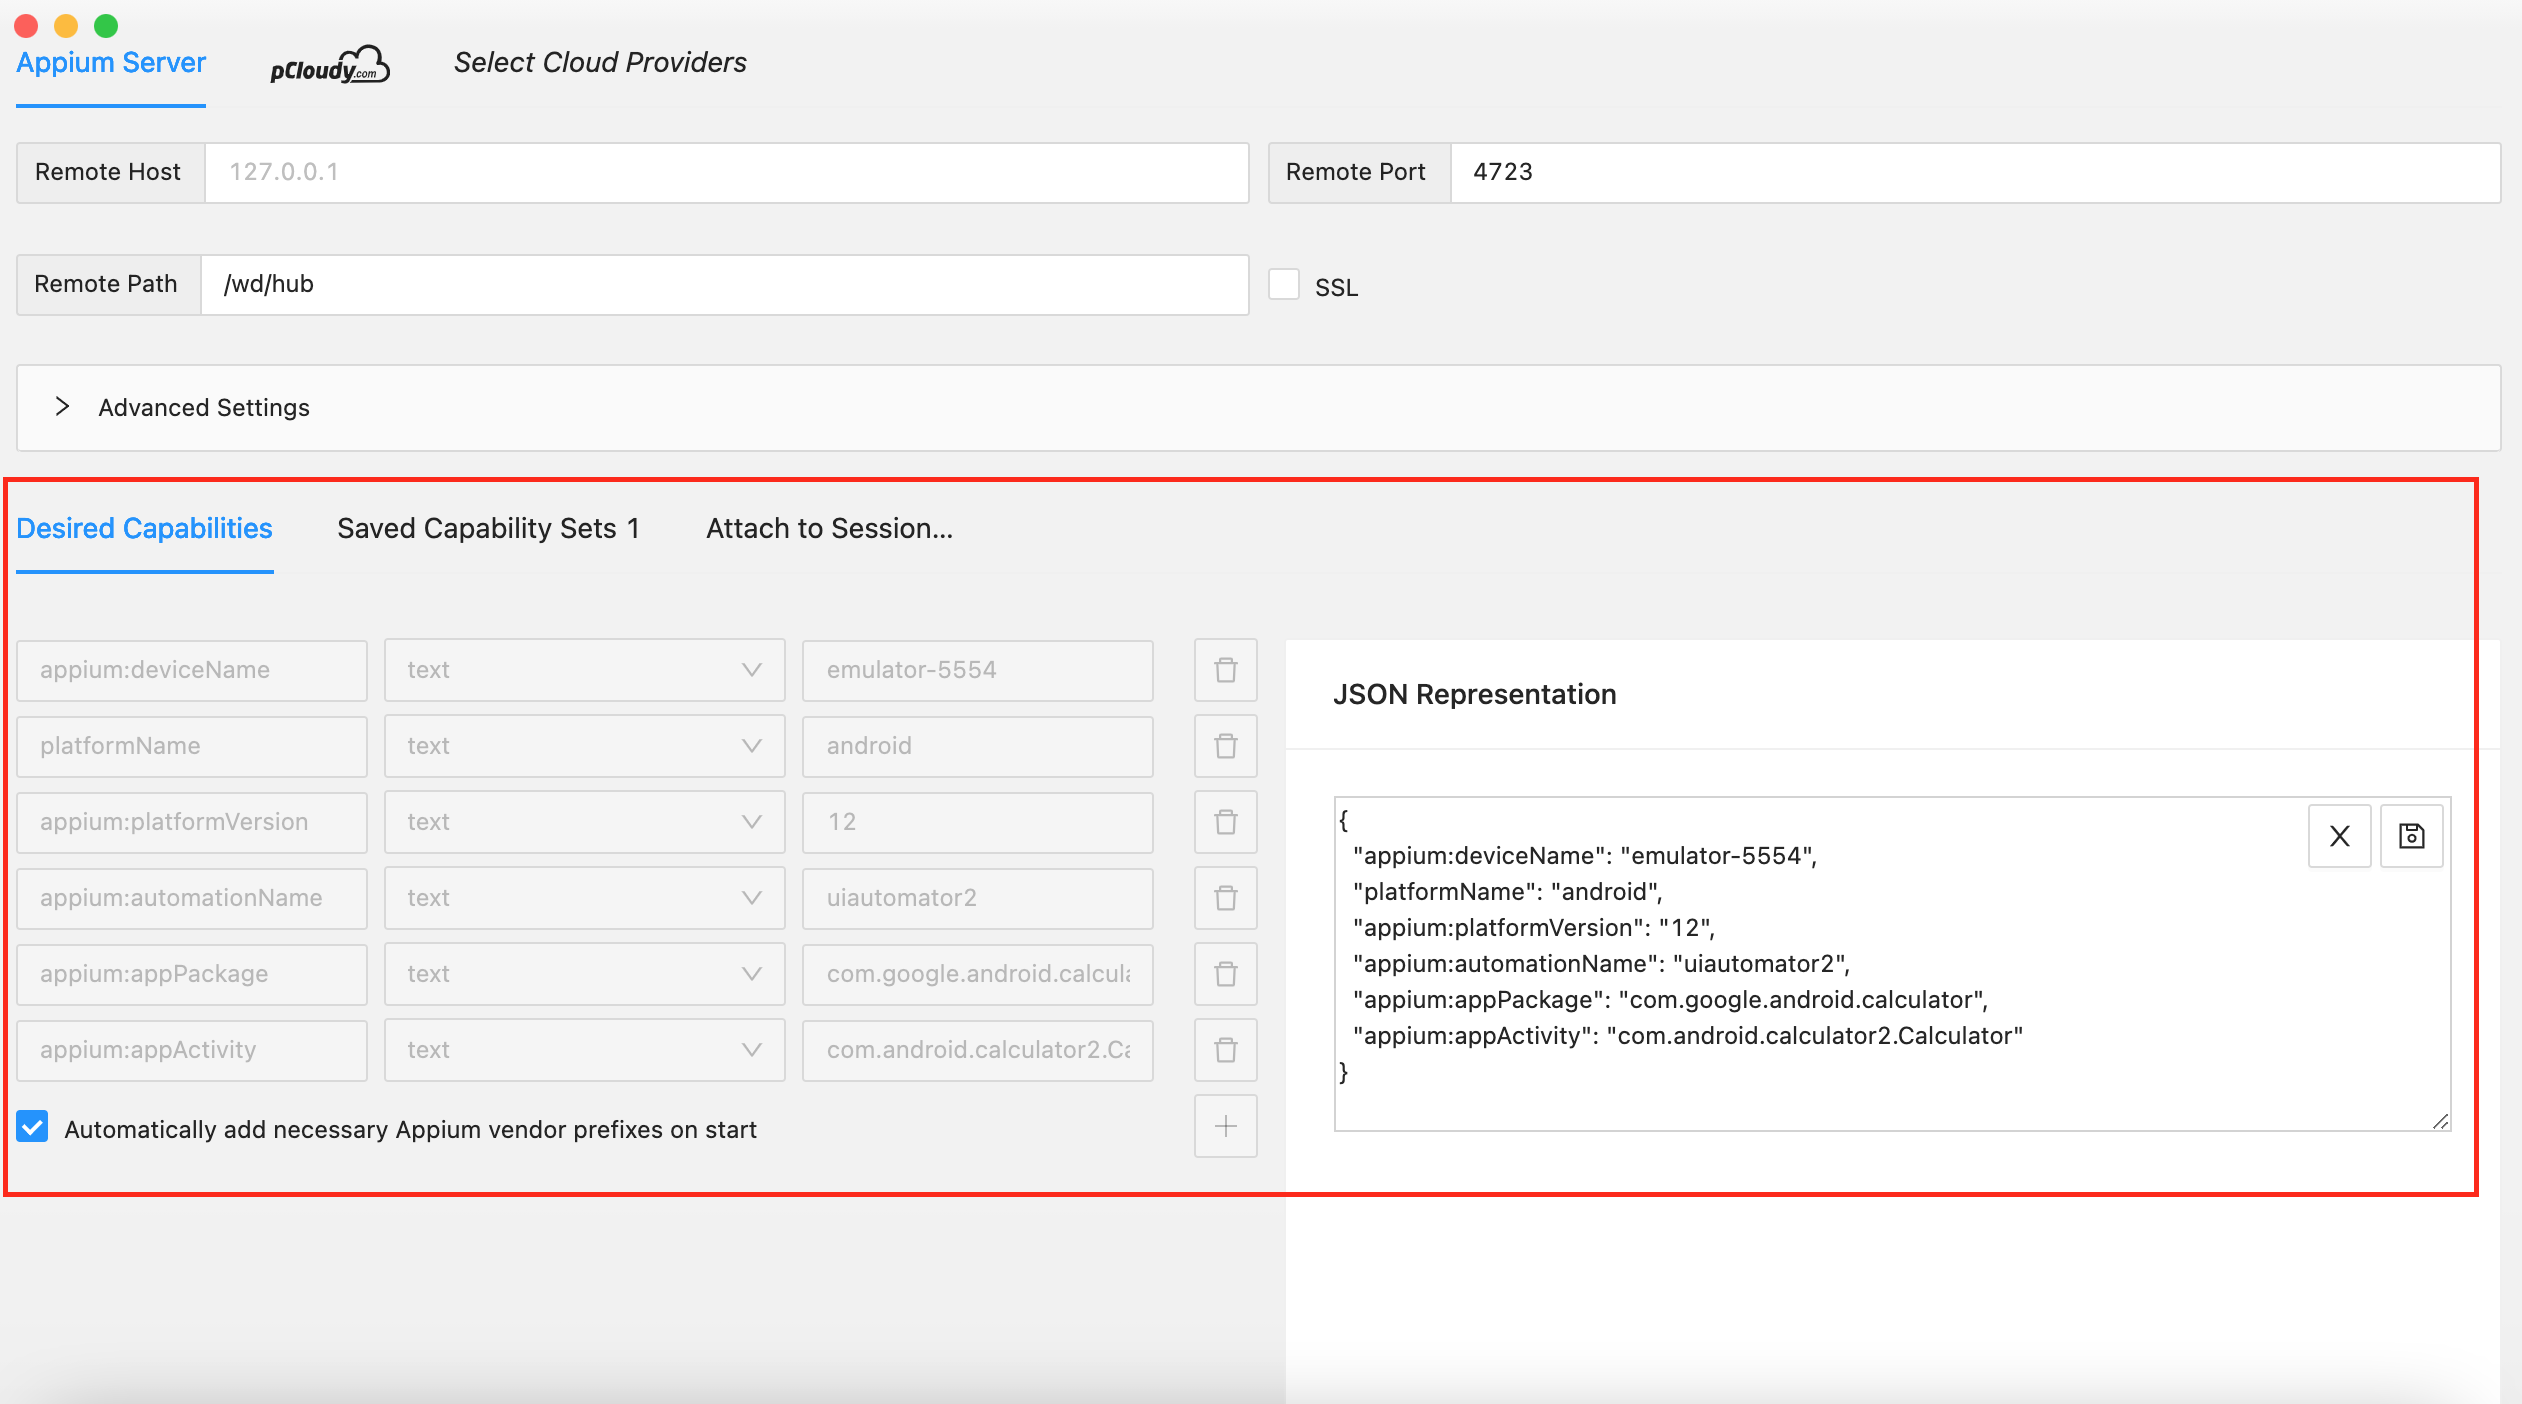 Appium Server
pCloudy.com
Select Cloud Providers
Remote Host
127.0.0.1
Remote Port
4723
Remote Path
/wd/hub
SSL
Advanced Settings
Desired Capabilities
Saved Capability Sets 1
Attach to Session...
appium:deviceName
text
emulator-5554
platformName
text
android
appium:platformVersion
text
12
appium:automationName
text
uiautomator2
appium:appPackage
text
com.google.android.calcula
appium:appActivity
text
com.android.calculator2.Ca
Automatically add necessary Appium vendor prefixes on start
JSON Representation
{
"appium:deviceName": "emulator-5554",
"platformName": "android",
"appium:platformVersion": "12",
"appium:automationName": "uiautomator2",
"appium:appPackage": "com.google.android.calculator",
"appium:appActivity": "com.android.calculator2.Calculator"
}